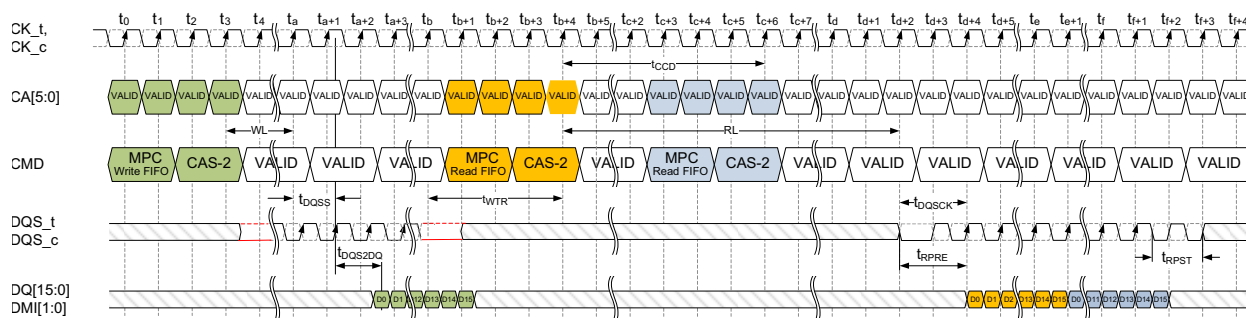 t0 t1 t2 t3 t4 ta ta+1 ta+2 ta+3 tb tb+1 tb+2 tb+3 tb+4 tb+5 tc+2 tc+3 tc+4 tc+5 tc+6 tc+7 td td+1 td+2 td+3 td+4 td+5 te te+1 tf tf+1 tf+2 tf+3 tf+4
CK_t,
CK_c
tCCD
CA[5:0] VALID VALID VALID VALID VALID VALID VALID VALID VALID VALID VALID VALID VALID VALID VALID VALID VALID VALID VALID VALID VALID VALID VALID VALID VALID VALID VALID VALID VALID VALID VALID VALID VALID VALID
WL RL
CMD MPC CAS-2 VALID VALID VALID MPC CAS-2 VALID MPC CAS-2 VALID VALID VALID VALID VALID VALID VALID
Write FIFO Read FIFO Read FIFO
tDQSS tWTR tDQSCK
DQS_t
DQS_c
tDQS2DQ tRPRE tRPST
DQ[15:0]
D0 D1 D12 D13 D14 D15 D0 D1 D2 D13 D14 D15 D0 D11 D12 D13 D14 D15
DMI[1:0]